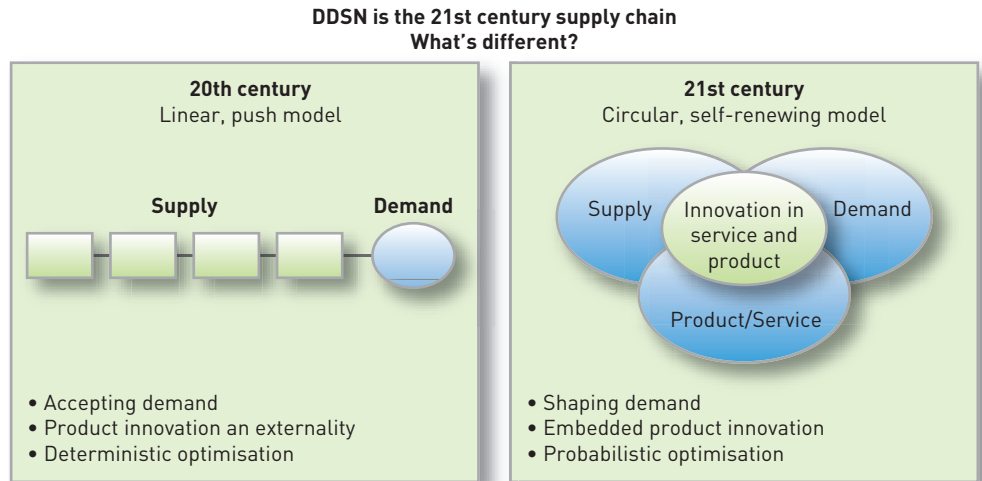 DDSN is the 21st century supply chain
What's different?
20th century
Linear, push model
Supply
Demand
• Accepting demand
• Product innovation an externality
• Deterministic optimisation
21st century
Circular, self-renewing model
Supply
Innovation in
service and
product
Demand
Product/Service
• Shaping demand
• Embedded product innovation
• Probabilistic optimisation